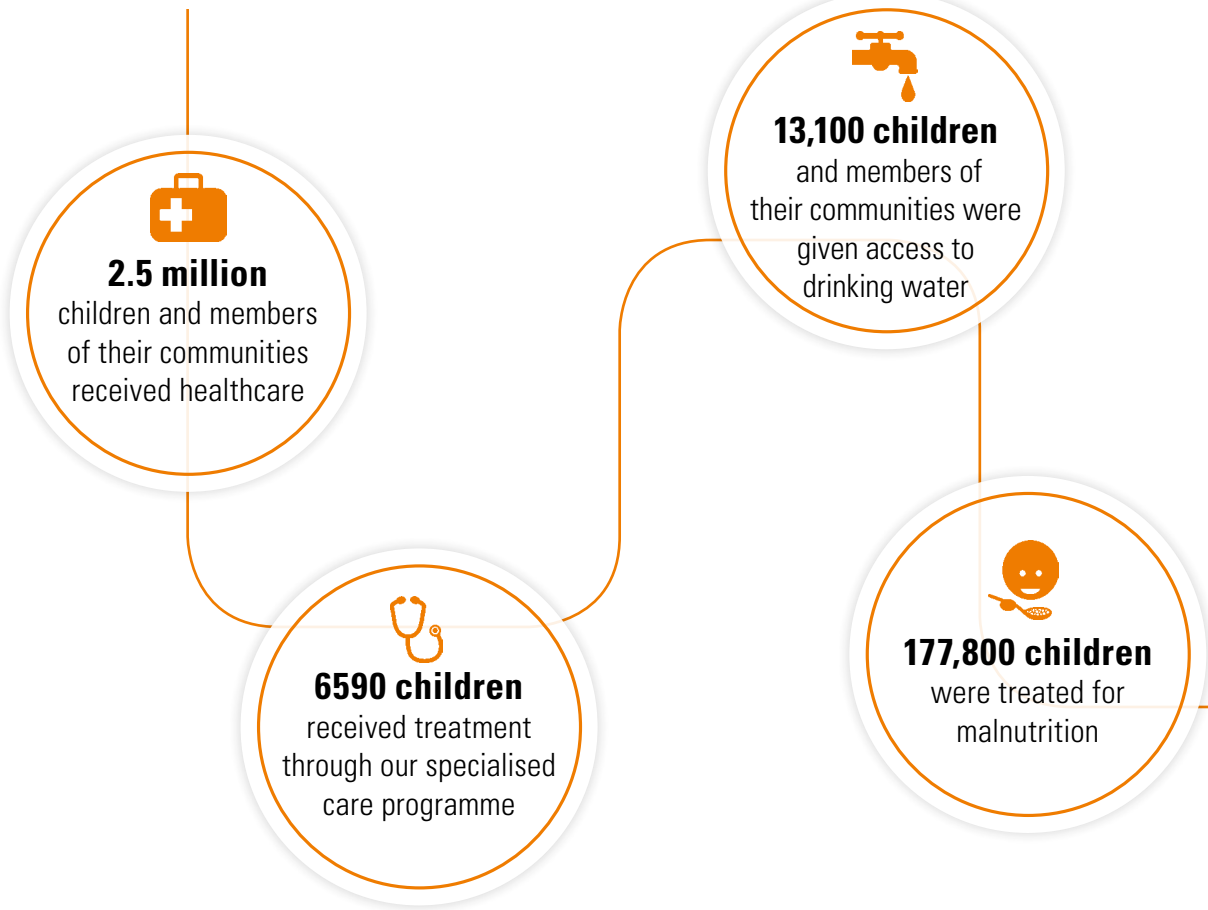 2.5 million
children and members
of their communities
received healthcare
6590 children
received treatment
through our specialised
care programme
13,100 children
and members of
their communities were
given access to
drinking water
177,800 children
were treated for
malnutrition